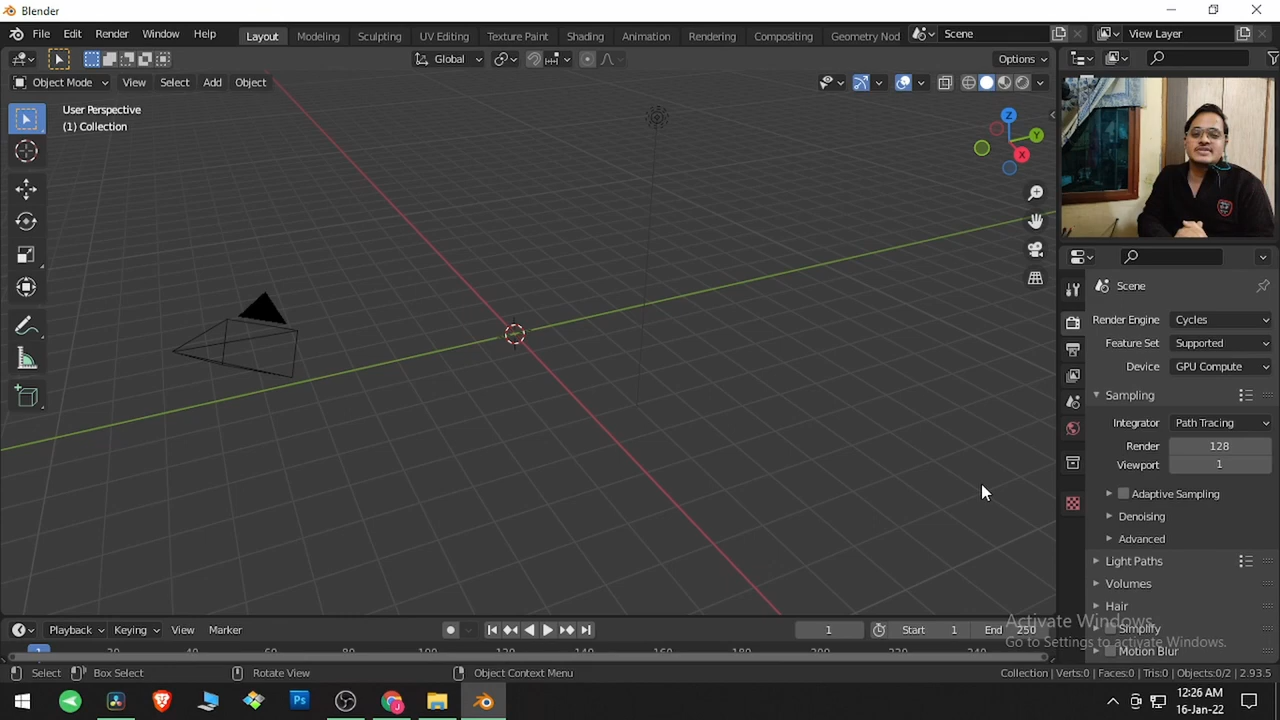 Blender
File Edit Render Window Help Layout Modeling Sculpting UV Editing Texture Paint Shading Animation Rendering Compositing Geometry Nod Scene View Layer
Global Options
Object Mode View Select Add Object
User Perspective
(1) Collection
Z
Y
X
Scene
Render Engine Cycles
Feature Set Supported
Device GPU Compute
Sampling
Integrator Path Tracing
Render 128
Viewport 1
Adaptive Sampling
Denoising
Advanced
Light Paths
Volumes
Hair
Simplify
Motion Blur
Activate Windows
Go to Settings to activate Windows.
Playback Keying View Marker 1 Start 1 End 250
1
Select Box Select Rotate View Object Context Menu Collection | Verts:0 | Faces:0 | Tris:0 | Objects:0/2 | 2.93.5
Ps
12:26 AM
16-Jan-22